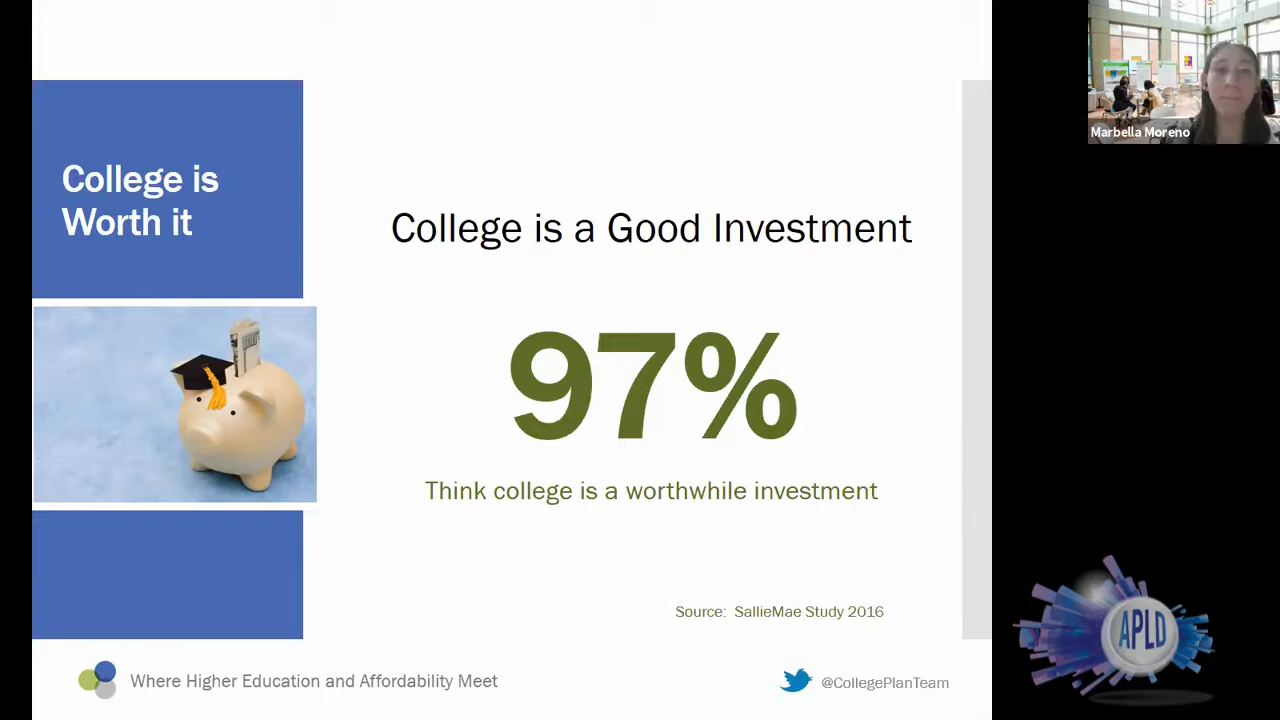 College is
Worth it
College is a Good Investment
97%
Think college is a worthwhile investment
Source: SallieMae Study 2016
Where Higher Education and Affordability Meet
@CollegePlanTeam
Marbella Moreno
APLD